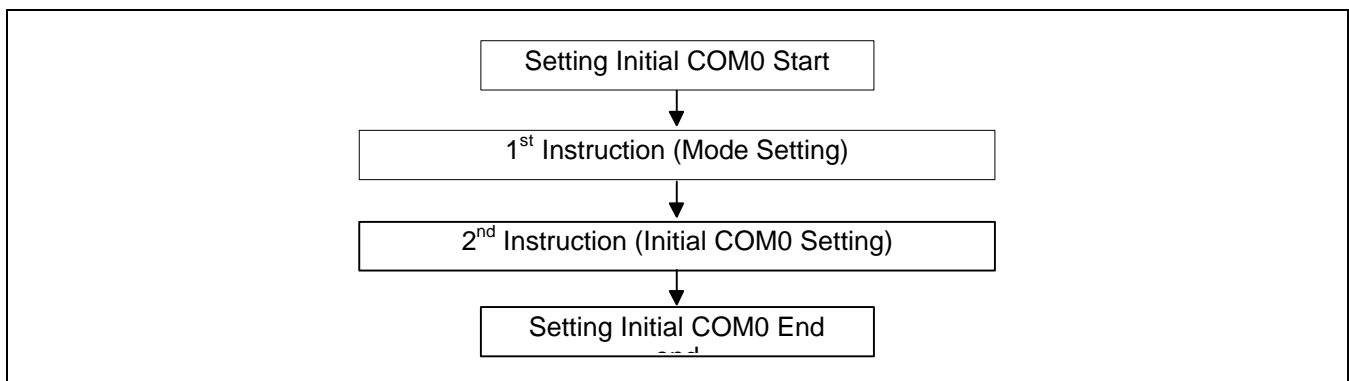 Setting Initial COM0 Start
1st Instruction (Mode Setting)
2nd Instruction (Initial COM0 Setting)
Setting Initial COM0 End